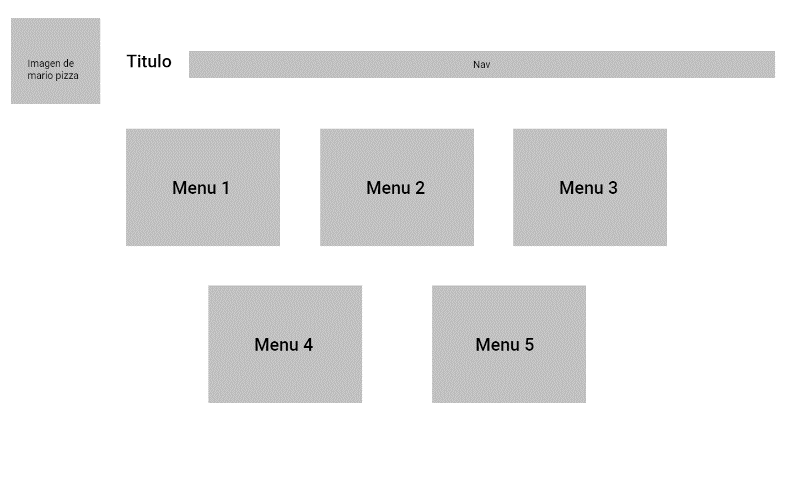 Imagen de
mario pizza
Titulo
Nav
Menu 1
Menu 2
Menu 3
Menu 4
Menu 5